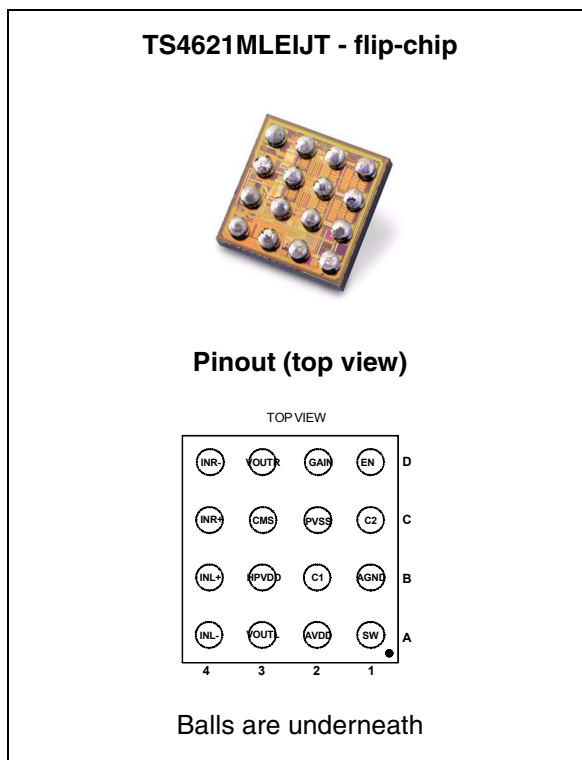 TS4621MLEIJT - flip-chip
Pinout (top view)
TOP VIEW
INR- VOUTR GAIN EN D
INR+ CMS PVSS C2 C
INL+ HPVDD C1 AGND B
INL- VOUTL AVDD SW A
4 3 2 1
Balls are underneath